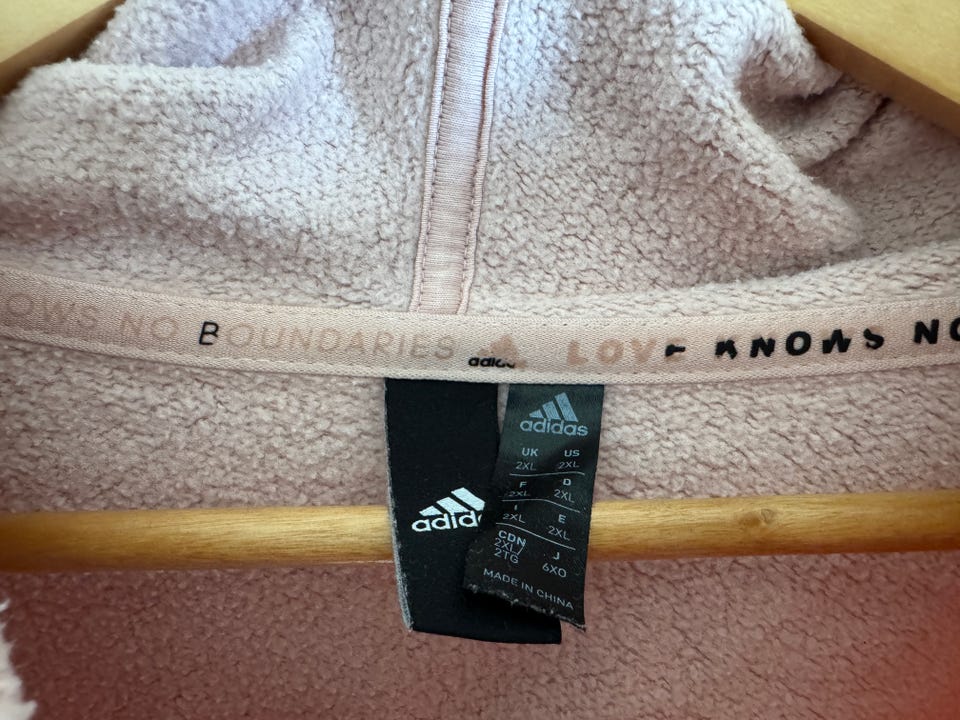 OWS NO BOUNDARIES adidas LOVE KNOWS NO
adidas
adidas
UK US
2XL 2XL
F D
2XL 2XL
I E
2XL 2XL
CDN J
2XL/ 6XO
2TG
MADE IN CHINA